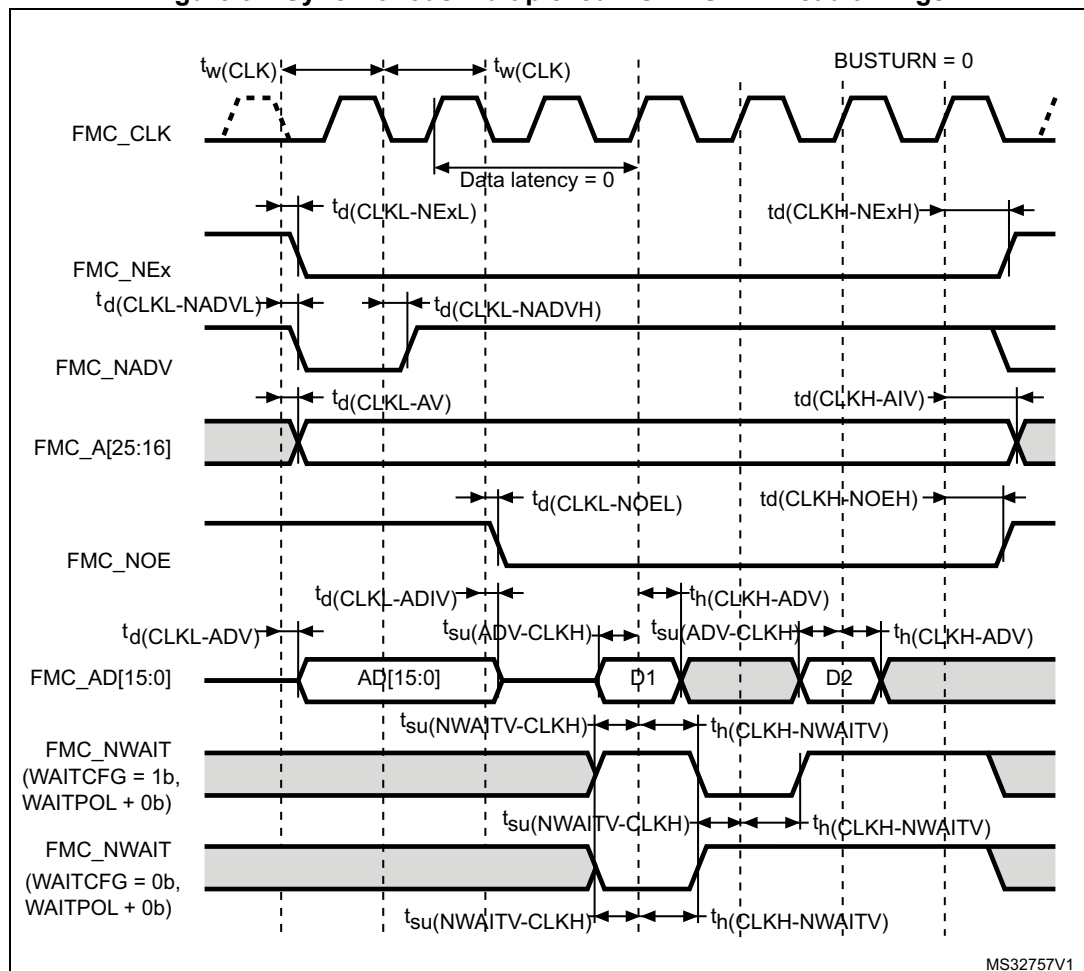 tw(CLK) tw(CLK) BUSTURN = 0
FMC_CLK
Data latency = 0
td(CLKL-NExL) td(CLKH-NExH)
FMC_NEx
td(CLKL-NADVL) td(CLKL-NADVH)
FMC_NADV
td(CLKL-AV) td(CLKH-AIV)
FMC_A[25:16]
td(CLKL-NOEL) td(CLKH-NOEH)
FMC_NOE
td(CLKL-ADIV) th(CLKH-ADV)
td(CLKL-ADV) tsu(ADV-CLKH) tsu(ADV-CLKH) th(CLKH-ADV)
FMC_AD[15:0] AD[15:0] D1 D2
tsu(NWAITV-CLKH) th(CLKH-NWAITV)
FMC_NWAIT
(WAITCFG = 1b,
WAITPOL + 0b)
tsu(NWAITV-CLKH) th(CLKH-NWAITV)
FMC_NWAIT
(WAITCFG = 0b,
WAITPOL + 0b)
tsu(NWAITV-CLKH) th(CLKH-NWAITV)
MS32757V1